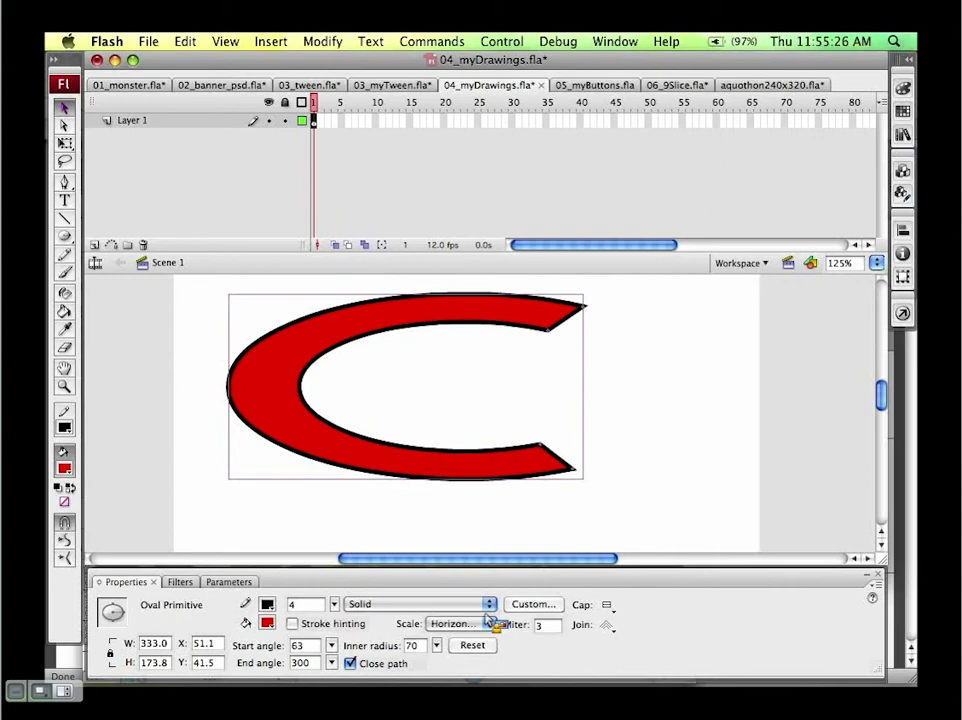 Flash File Edit View Insert Modify Text Commands Control Debug Window Help (97%) Thu 11:55:26 AM
04_myDrawings.fla*
Fl 01_monster.fla* 02_banner_psd.fla* 03_tween.fla* 03_myTween.fla* 04_myDrawings.fla* 05_myButtons.fla 06_9Slice.fla* aquothon240x320.fla*
1 5 10 15 20 25 30 35 40 45 50 55 60 65 70 75 80
Layer 1
1 12.0 fps 0.0s
Scene 1 Workspace 125%
Properties Filters Parameters
Oval Primitive 4 Solid Custom... Cap:
Stroke hinting Scale: Horizon... Miter: 3 Join:
W: 333.0 X: 51.1 Start angle: 63 Inner radius: 70 Reset
H: 173.8 Y: 41.5 End angle: 300 Close path
Done